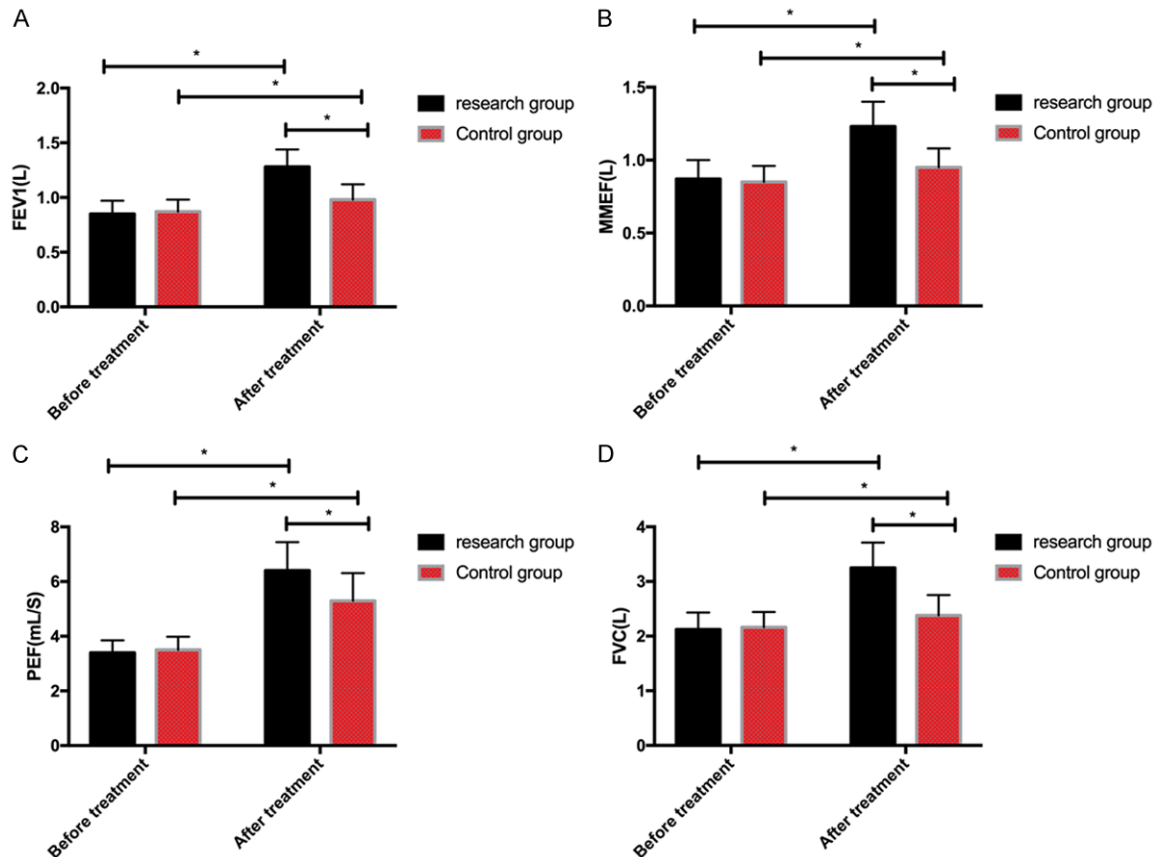 A
*
*
*
2.0
1.5
1.0
0.5
0.0
FEV1(L)
research group
Control group
Before treatment
After treatment
B
*
*
*
1.5
1.0
0.5
0.0
MMEF(L)
research group
Control group
Before treatment
After treatment
C
*
*
*
8
6
4
2
0
PEF(mL/S)
research group
Control group
Before treatment
After treatment
D
*
*
*
4
3
2
1
0
FVC(L)
research group
Control group
Before treatment
After treatment